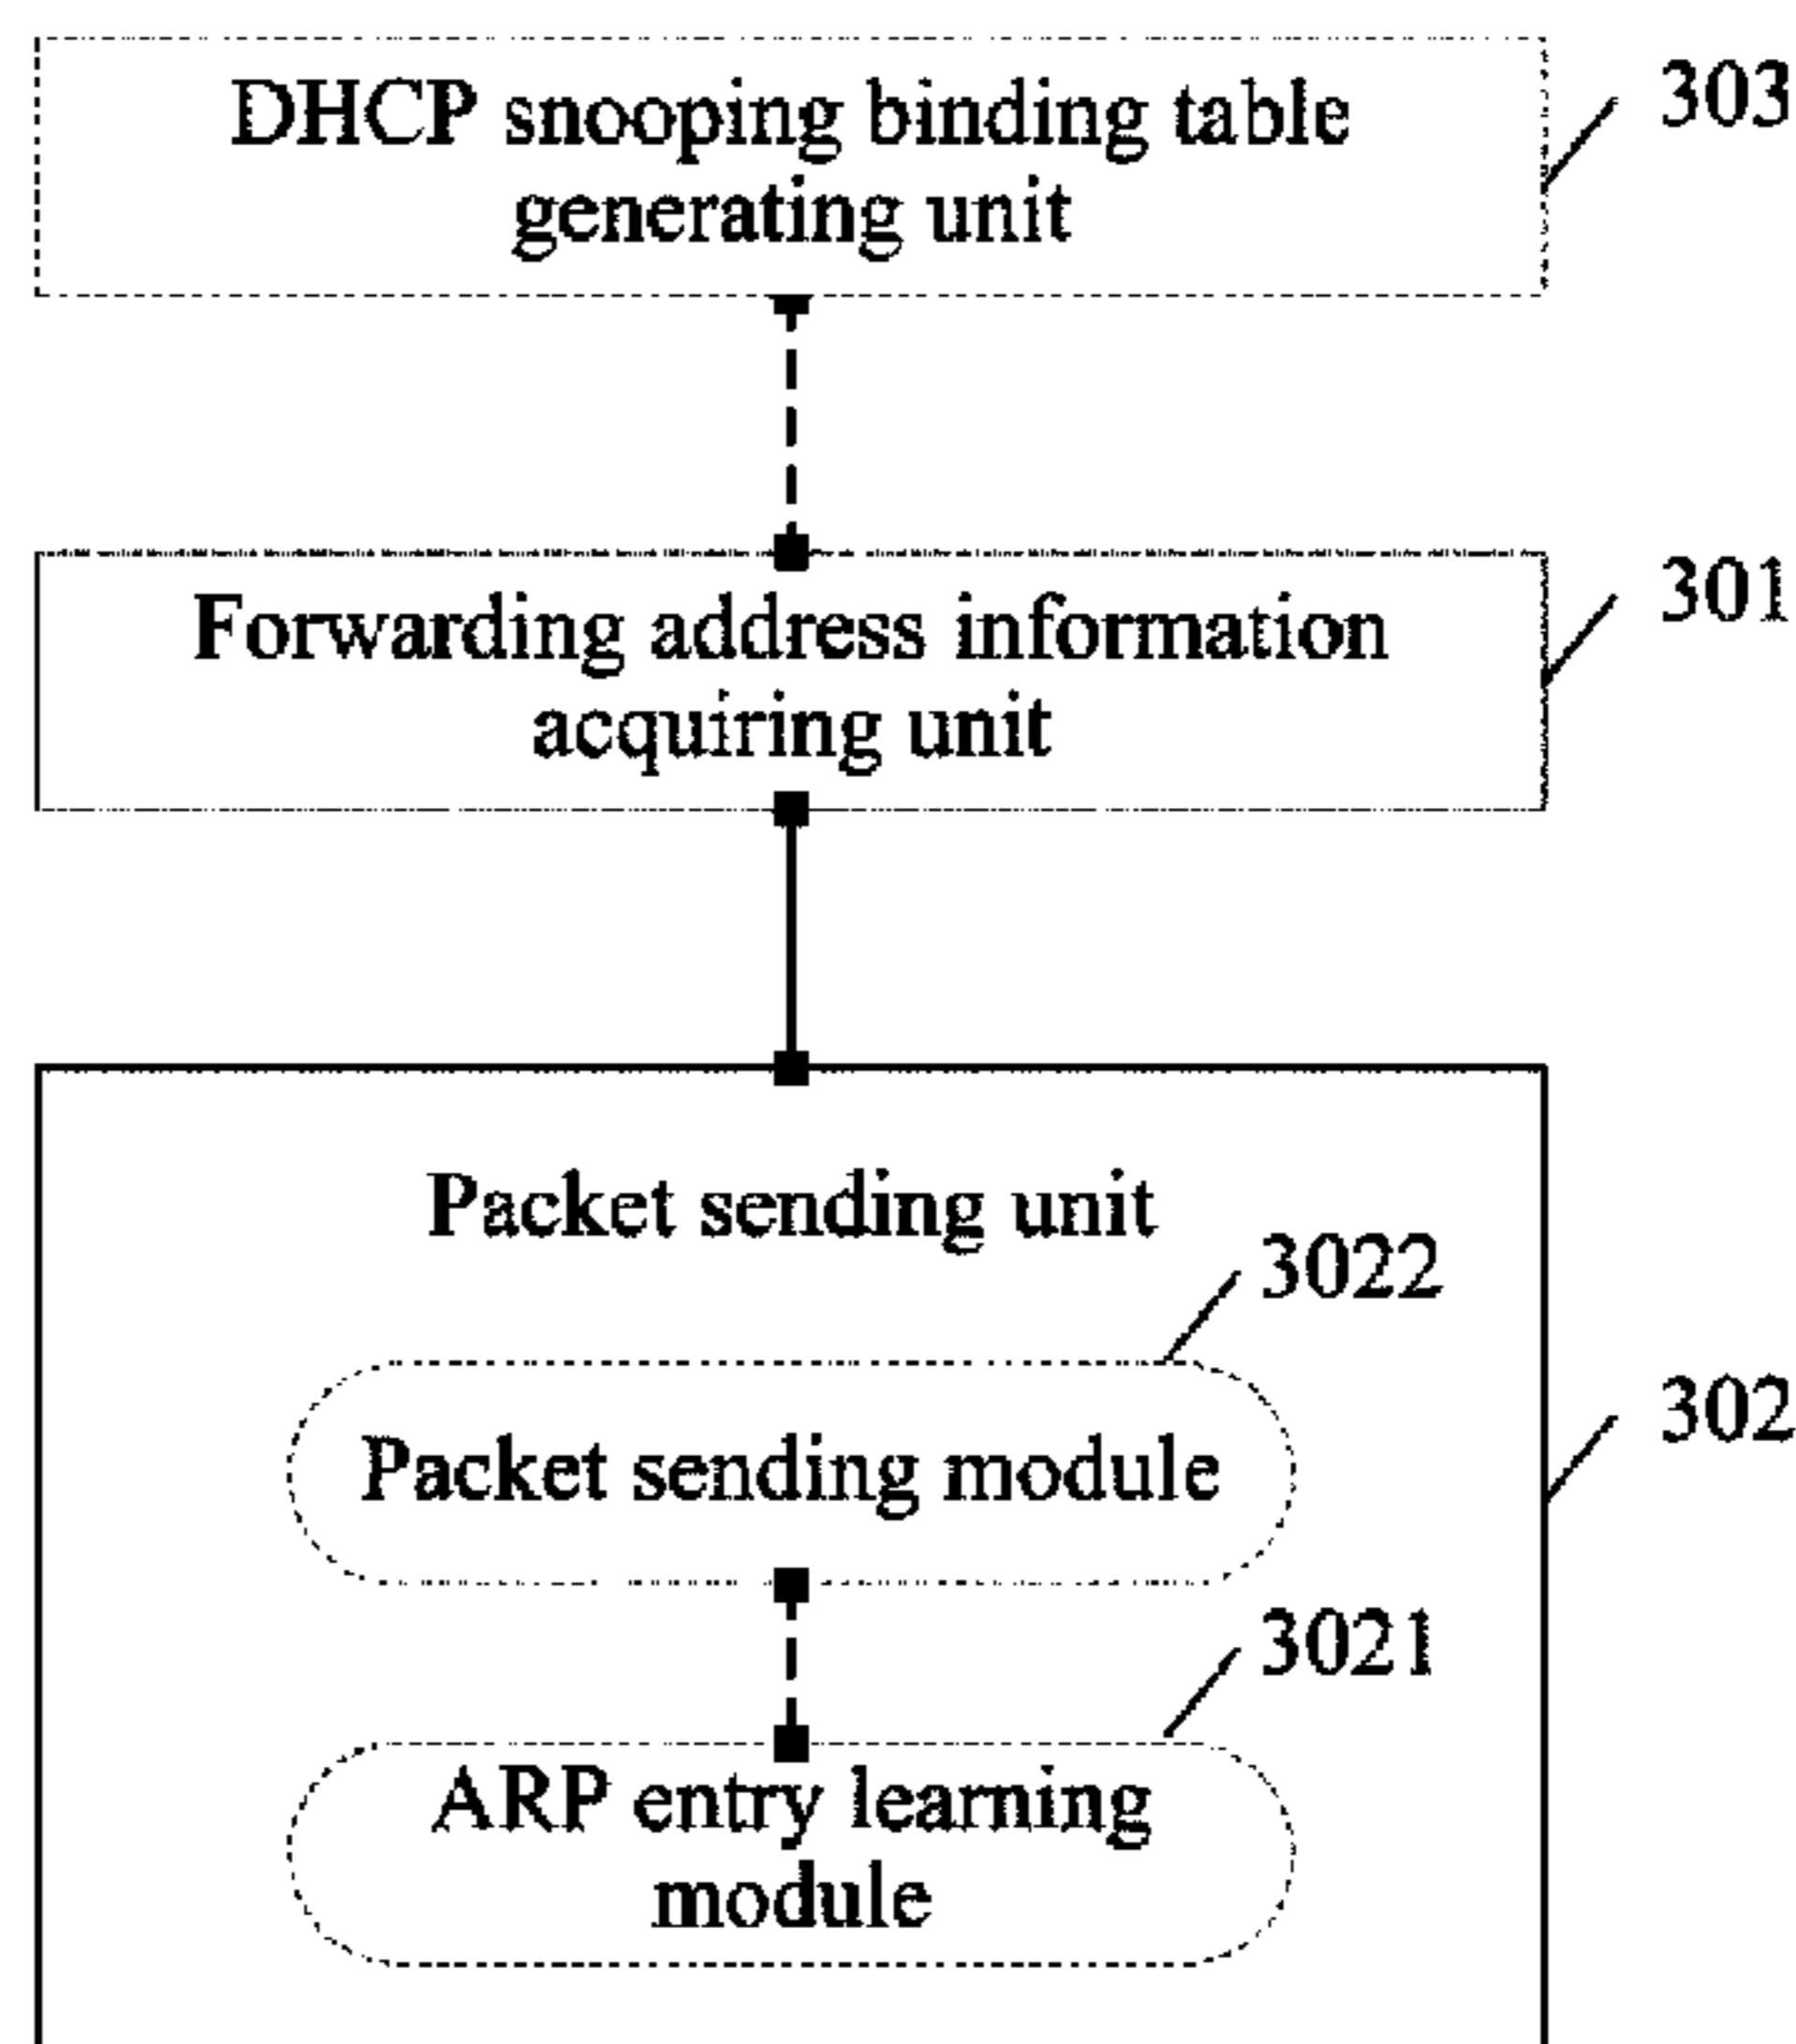 DHCP snooping binding table
generating unit
303
Forwarding address information
acquiring unit
301
Packet sending unit
3022
Packet sending module
302
3021
ARP entry learning
module